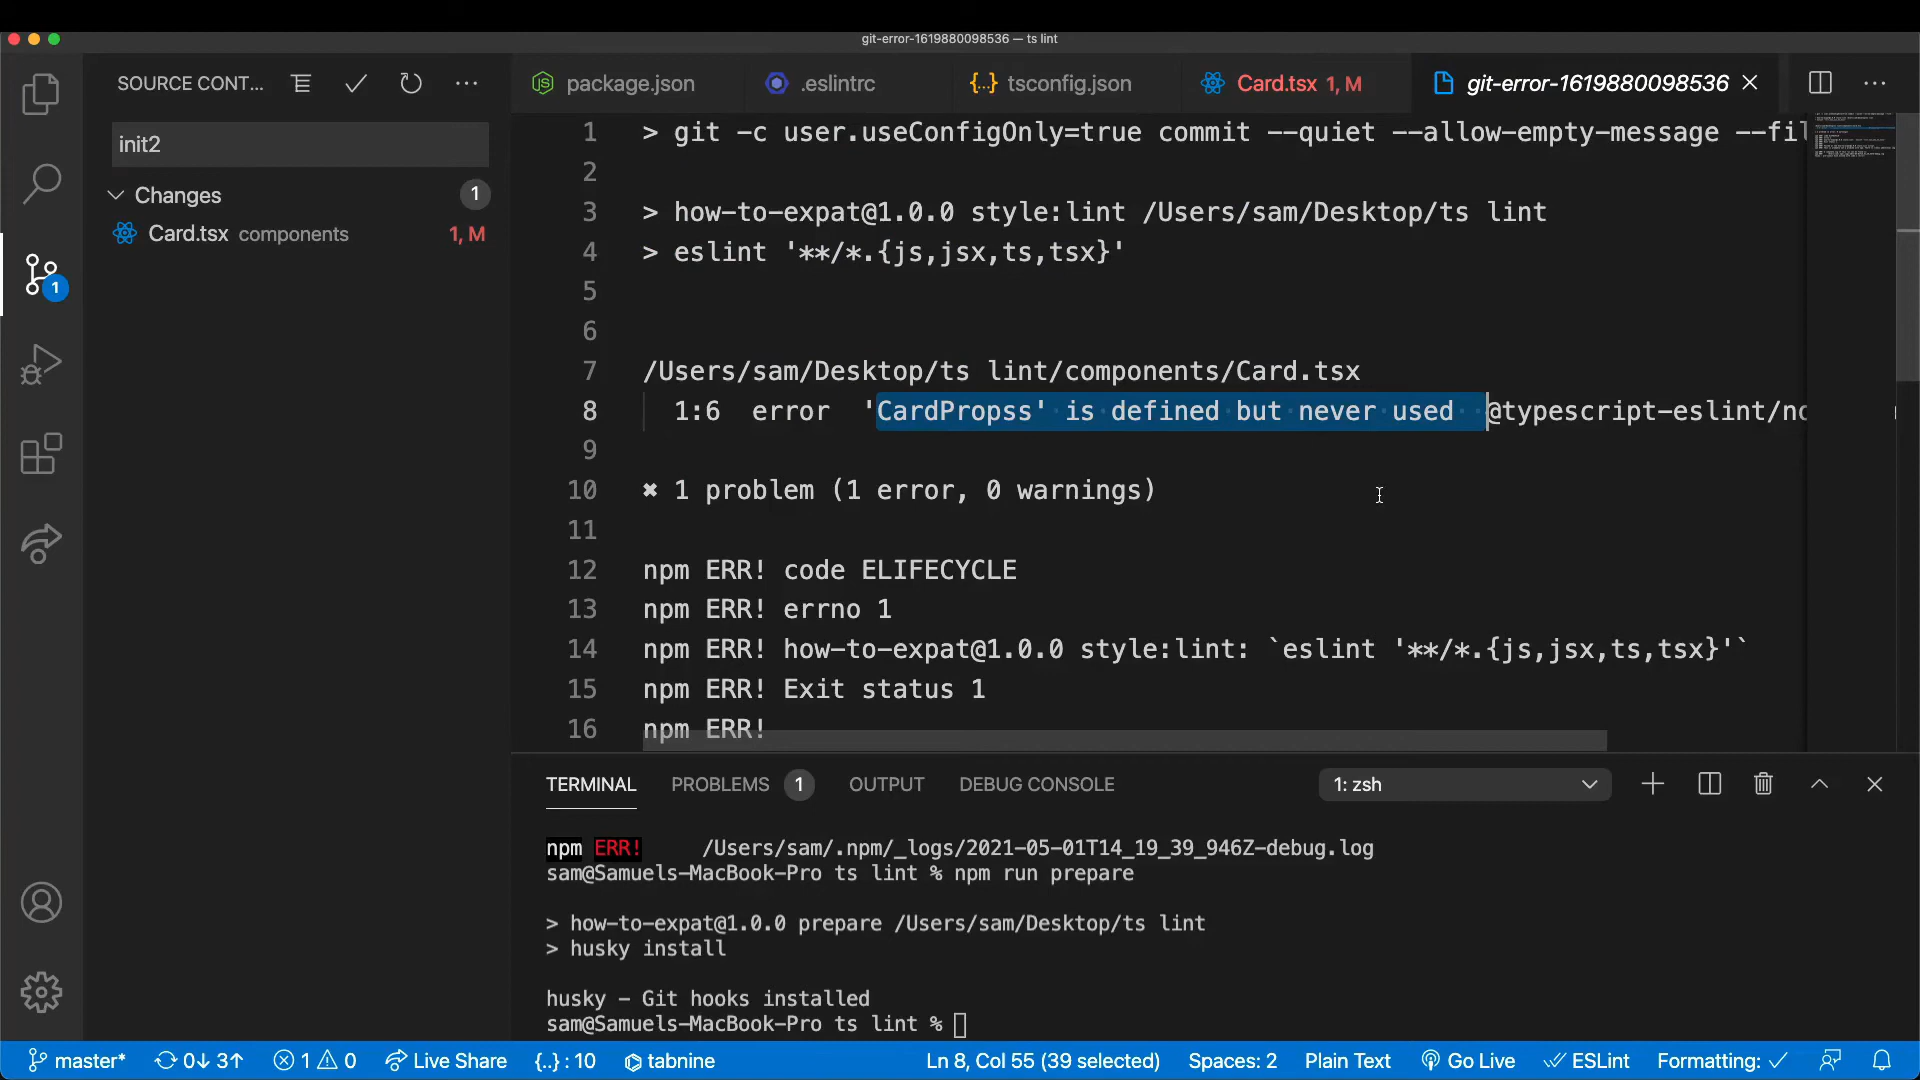 git-error-1619880098536 — ts lint
SOURCE CONT...
package.json
.eslintrc
tsconfig.json
Card.tsx 1, M
git-error-1619880098536
init2
Changes 1
Card.tsx components 1, M
1
1 > git -c user.useConfigOnly=true commit --quiet --allow-empty-message --fil
2
3 > how-to-expat@1.0.0 style:lint /Users/sam/Desktop/ts lint
4 > eslint '**/*.{js,jsx,ts,tsx}'
5
6
7 /Users/sam/Desktop/ts lint/components/Card.tsx
8 1:6 error 'CardPropss' is defined but never used @typescript-eslint/no
9
10 ✖ 1 problem (1 error, 0 warnings)
11
12 npm ERR! code ELIFECYCLE
13 npm ERR! errno 1
14 npm ERR! how-to-expat@1.0.0 style:lint: `eslint '**/*.{js,jsx,ts,tsx}'`
15 npm ERR! Exit status 1
16 npm ERR!
TERMINAL PROBLEMS 1 OUTPUT DEBUG CONSOLE 1: zsh
npm ERR! /Users/sam/.npm/_logs/2021-05-01T14_19_39_946Z-debug.log
sam@Samuels-MacBook-Pro ts lint % npm run prepare
> how-to-expat@1.0.0 prepare /Users/sam/Desktop/ts lint
> husky install
husky - Git hooks installed
sam@Samuels-MacBook-Pro ts lint %
master* 0↓ 3↑ 1 0 Live Share {..} : 10 tabnine Ln 8, Col 55 (39 selected) Spaces: 2 Plain Text Go Live ESLint Formatting: ✓